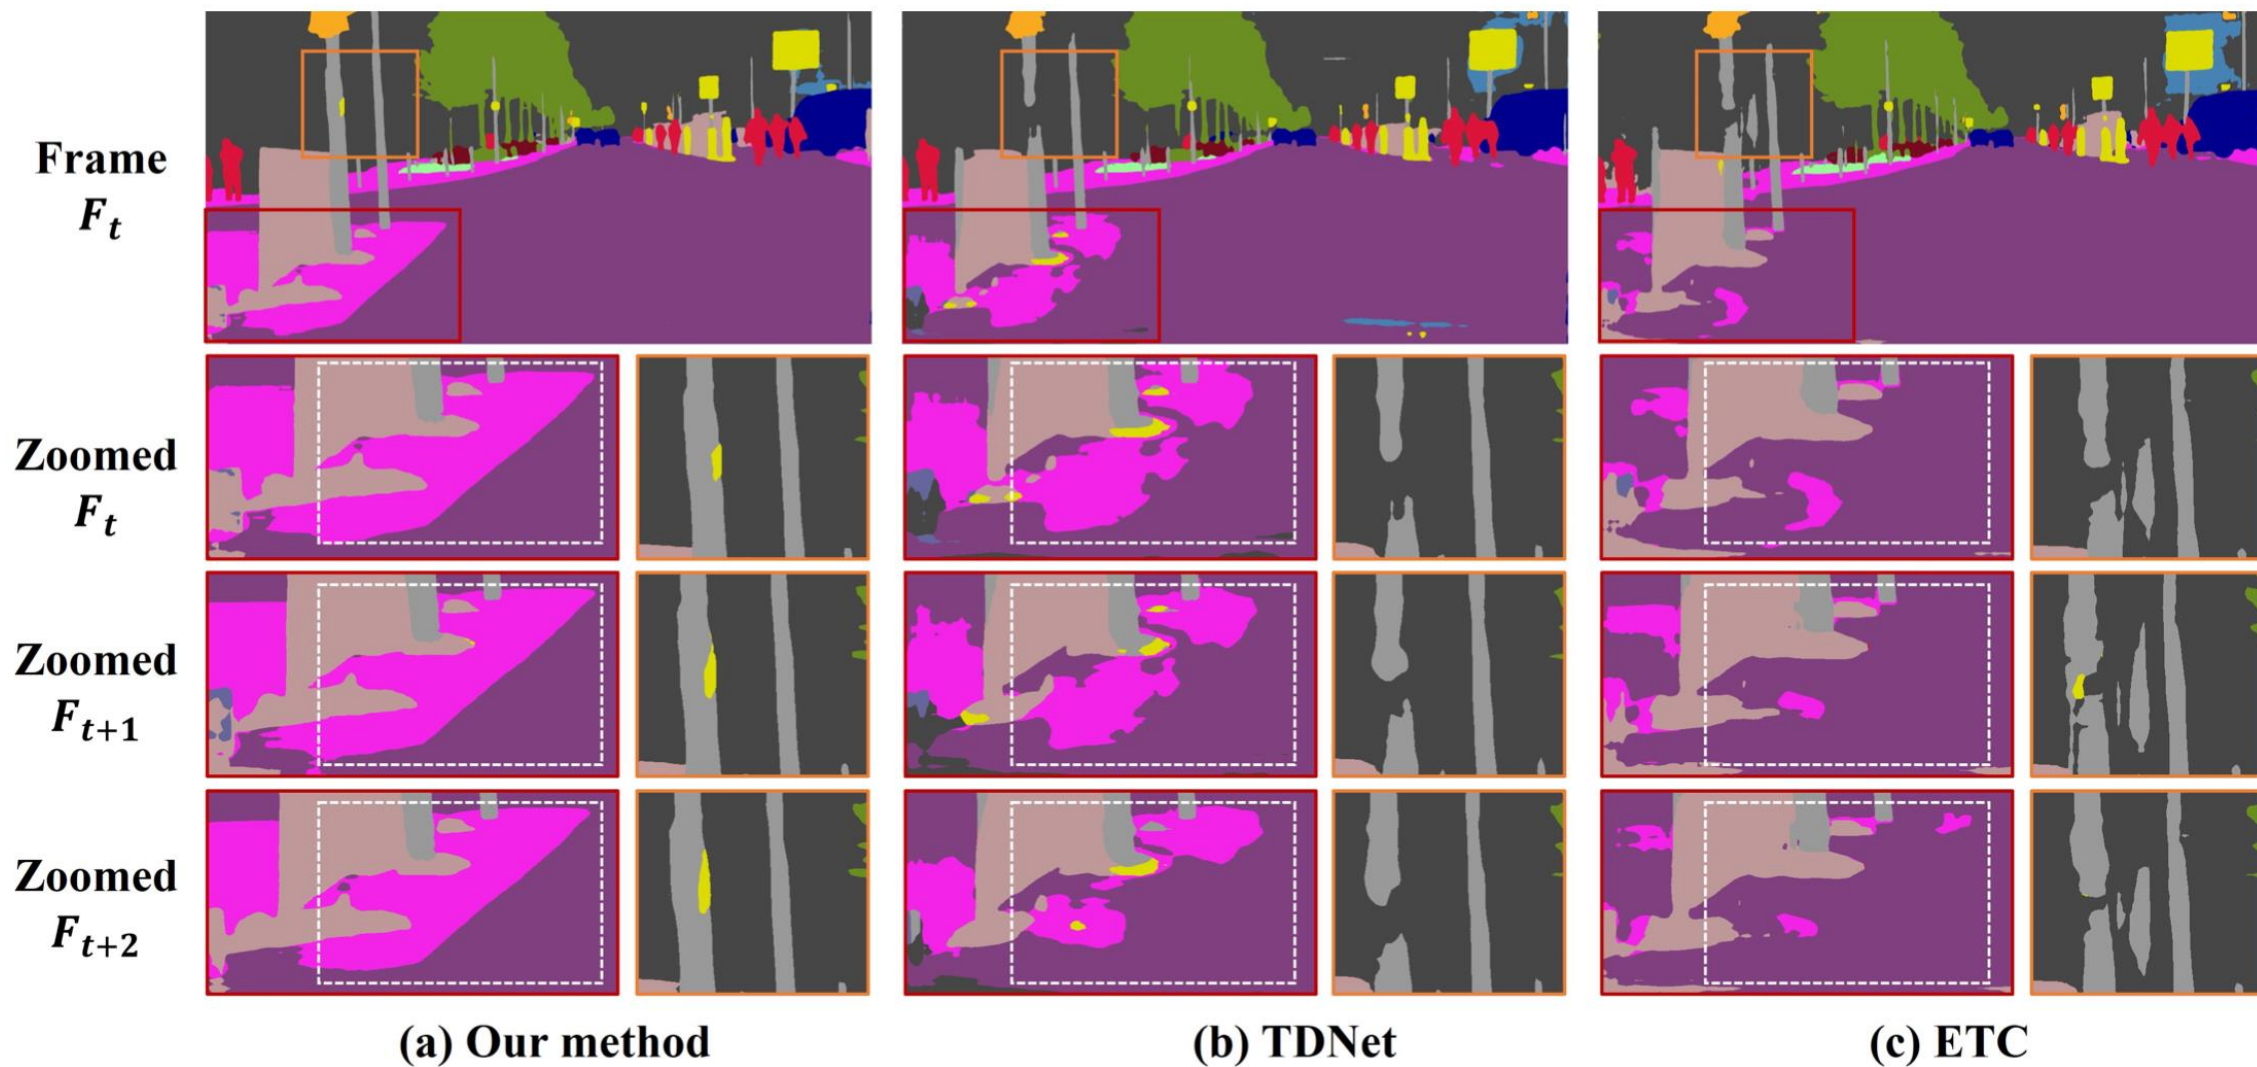 Frame
F_t
Zoomed
F_t
Zoomed
F_{t+1}
Zoomed
F_{t+2}
(a) Our method
(b) TDNet
(c) ETC